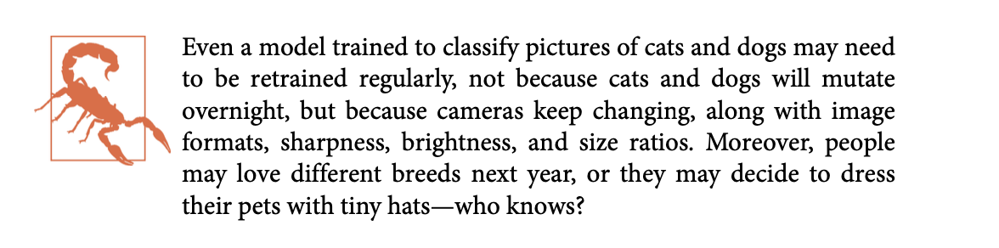 Even a model trained to classify pictures of cats and dogs may need
to be retrained regularly, not because cats and dogs will mutate
overnight, but because cameras keep changing, along with image
formats, sharpness, brightness, and size ratios. Moreover, people
may love different breeds next year, or they may decide to dress
their pets with tiny hats—who knows?